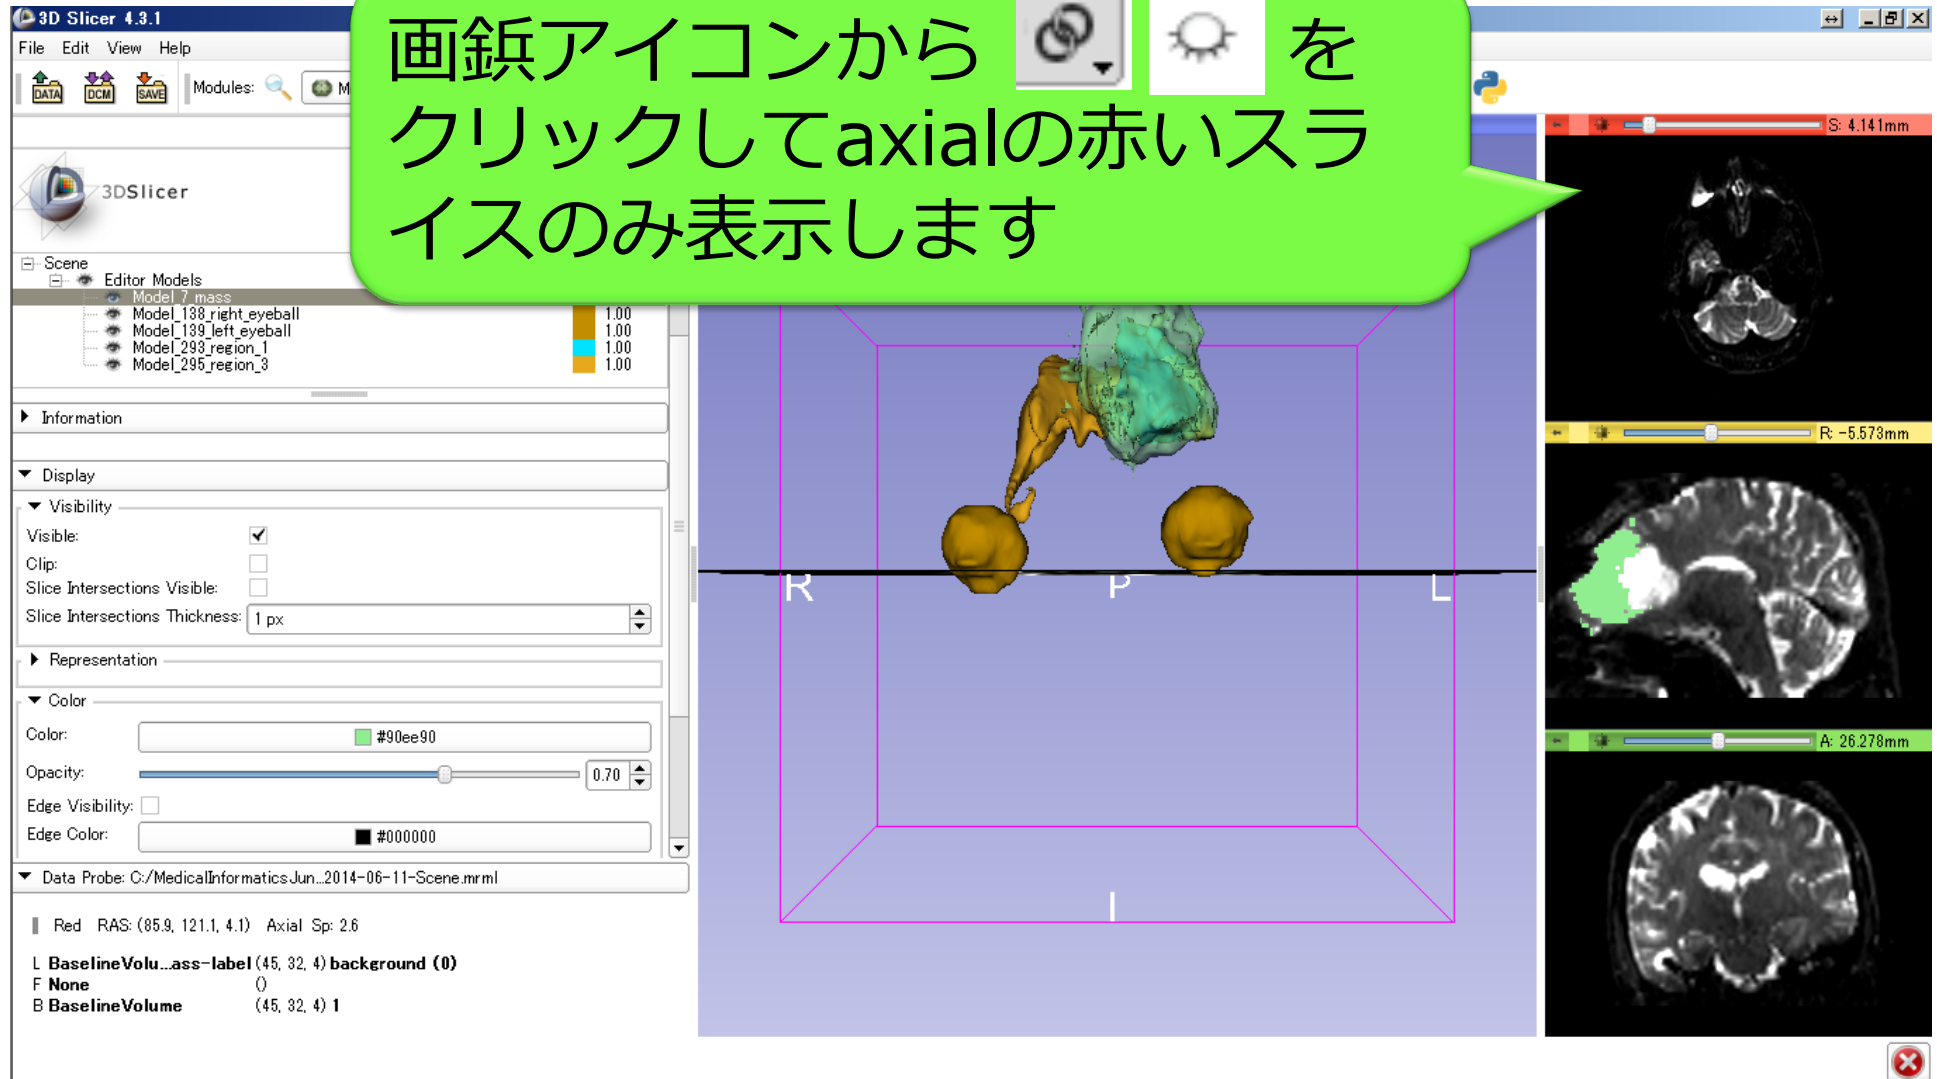 3D Slicer 4.3.1
File Edit View Help
画鋲アイコンから を
クリックしてaxialの赤いスラ
イスのみ表示します
DATA DCM SAVE Modules: M
S: 4.141mm
3DSlicer
Scene
Editor Models
Model_7_mass
Model_138_right_eyeball 1.00
Model_139_left_eyeball 1.00
Model_293_region_1 1.00
Model_295_region_3 1.00
Information
R: -5.573mm
Display
Visibility
Visible:
Clip:
Slice Intersections Visible:
Slice Intersections Thickness: 1 px
R P L
Representation
Color
Color: #90ee90
A: 26.278mm
Opacity: 0.70
Edge Visibility:
Edge Color: #000000
Data Probe: C:/MedicalInformaticsJun...2014-06-11-Scene.mrml
I
Red RAS: (85.9, 121.1, 4.1) Axial Sp: 2.6
L BaselineVolu...ass-label (45, 32, 4) background (0)
F None ()
B BaselineVolume (45, 32, 4) 1